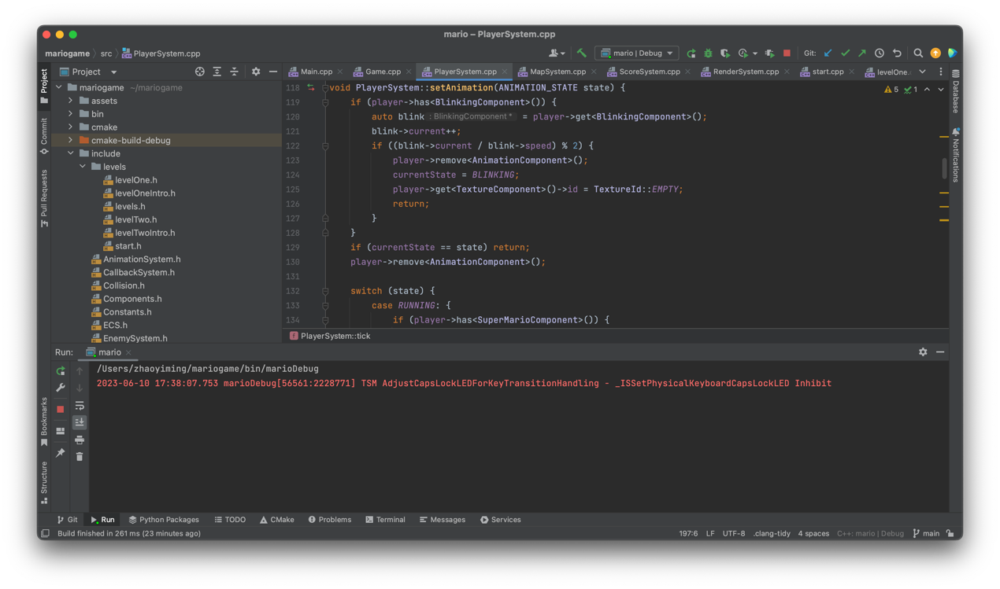 mario – PlayerSystem.cpp
mariogame src PlayerSystem.cpp
mario | Debug
Git:
Project
Main.cpp
Game.cpp
PlayerSystem.cpp
MapSystem.cpp
ScoreSystem.cpp
RenderSystem.cpp
start.cpp
levelOne.
Project
Commit
Pull Requests
Bookmarks
Structure
mariogame ~/mariogame
assets
bin
cmake
cmake-build-debug
include
levels
levelOne.h
levelOneIntro.h
levels.h
levelTwo.h
levelTwoIntro.h
start.h
AnimationSystem.h
CallbackSystem.h
Collision.h
Components.h
Constants.h
ECS.h
EnemySystem.h
118 void PlayerSystem::setAnimation(ANIMATION_STATE state) {
119 if (player->has<BlinkingComponent>()) {
120 auto blink : BlinkingComponent * = player->get<BlinkingComponent>();
121 blink->current++;
122 if ((blink->current / blink->speed) % 2) {
123 player->remove<AnimationComponent>();
124 currentState = BLINKING;
125 player->get<TextureComponent>()->id = TextureId::EMPTY;
126 return;
127 }
128 }
129 if (currentState == state) return;
130 player->remove<AnimationComponent>();
131
132 switch (state) {
133 case RUNNING: {
134 if (player->has<SuperMarioComponent>()) {
5 1
Database
Notifications
f PlayerSystem::tick
Run: mario
/Users/zhaoyiming/mariogame/bin/marioDebug
2023-06-10 17:38:07.753 marioDebug[56561:2228771] TSM AdjustCapsLockLEDForKeyTransitionHandling - _ISSetPhysicalKeyboardCapsLockLED Inhibit
Git Run Python Packages TODO CMake Problems Terminal Messages Services
Build finished in 261 ms (23 minutes ago) 197:6 LF UTF-8 .clang-tidy 4 spaces C++: mario | Debug main